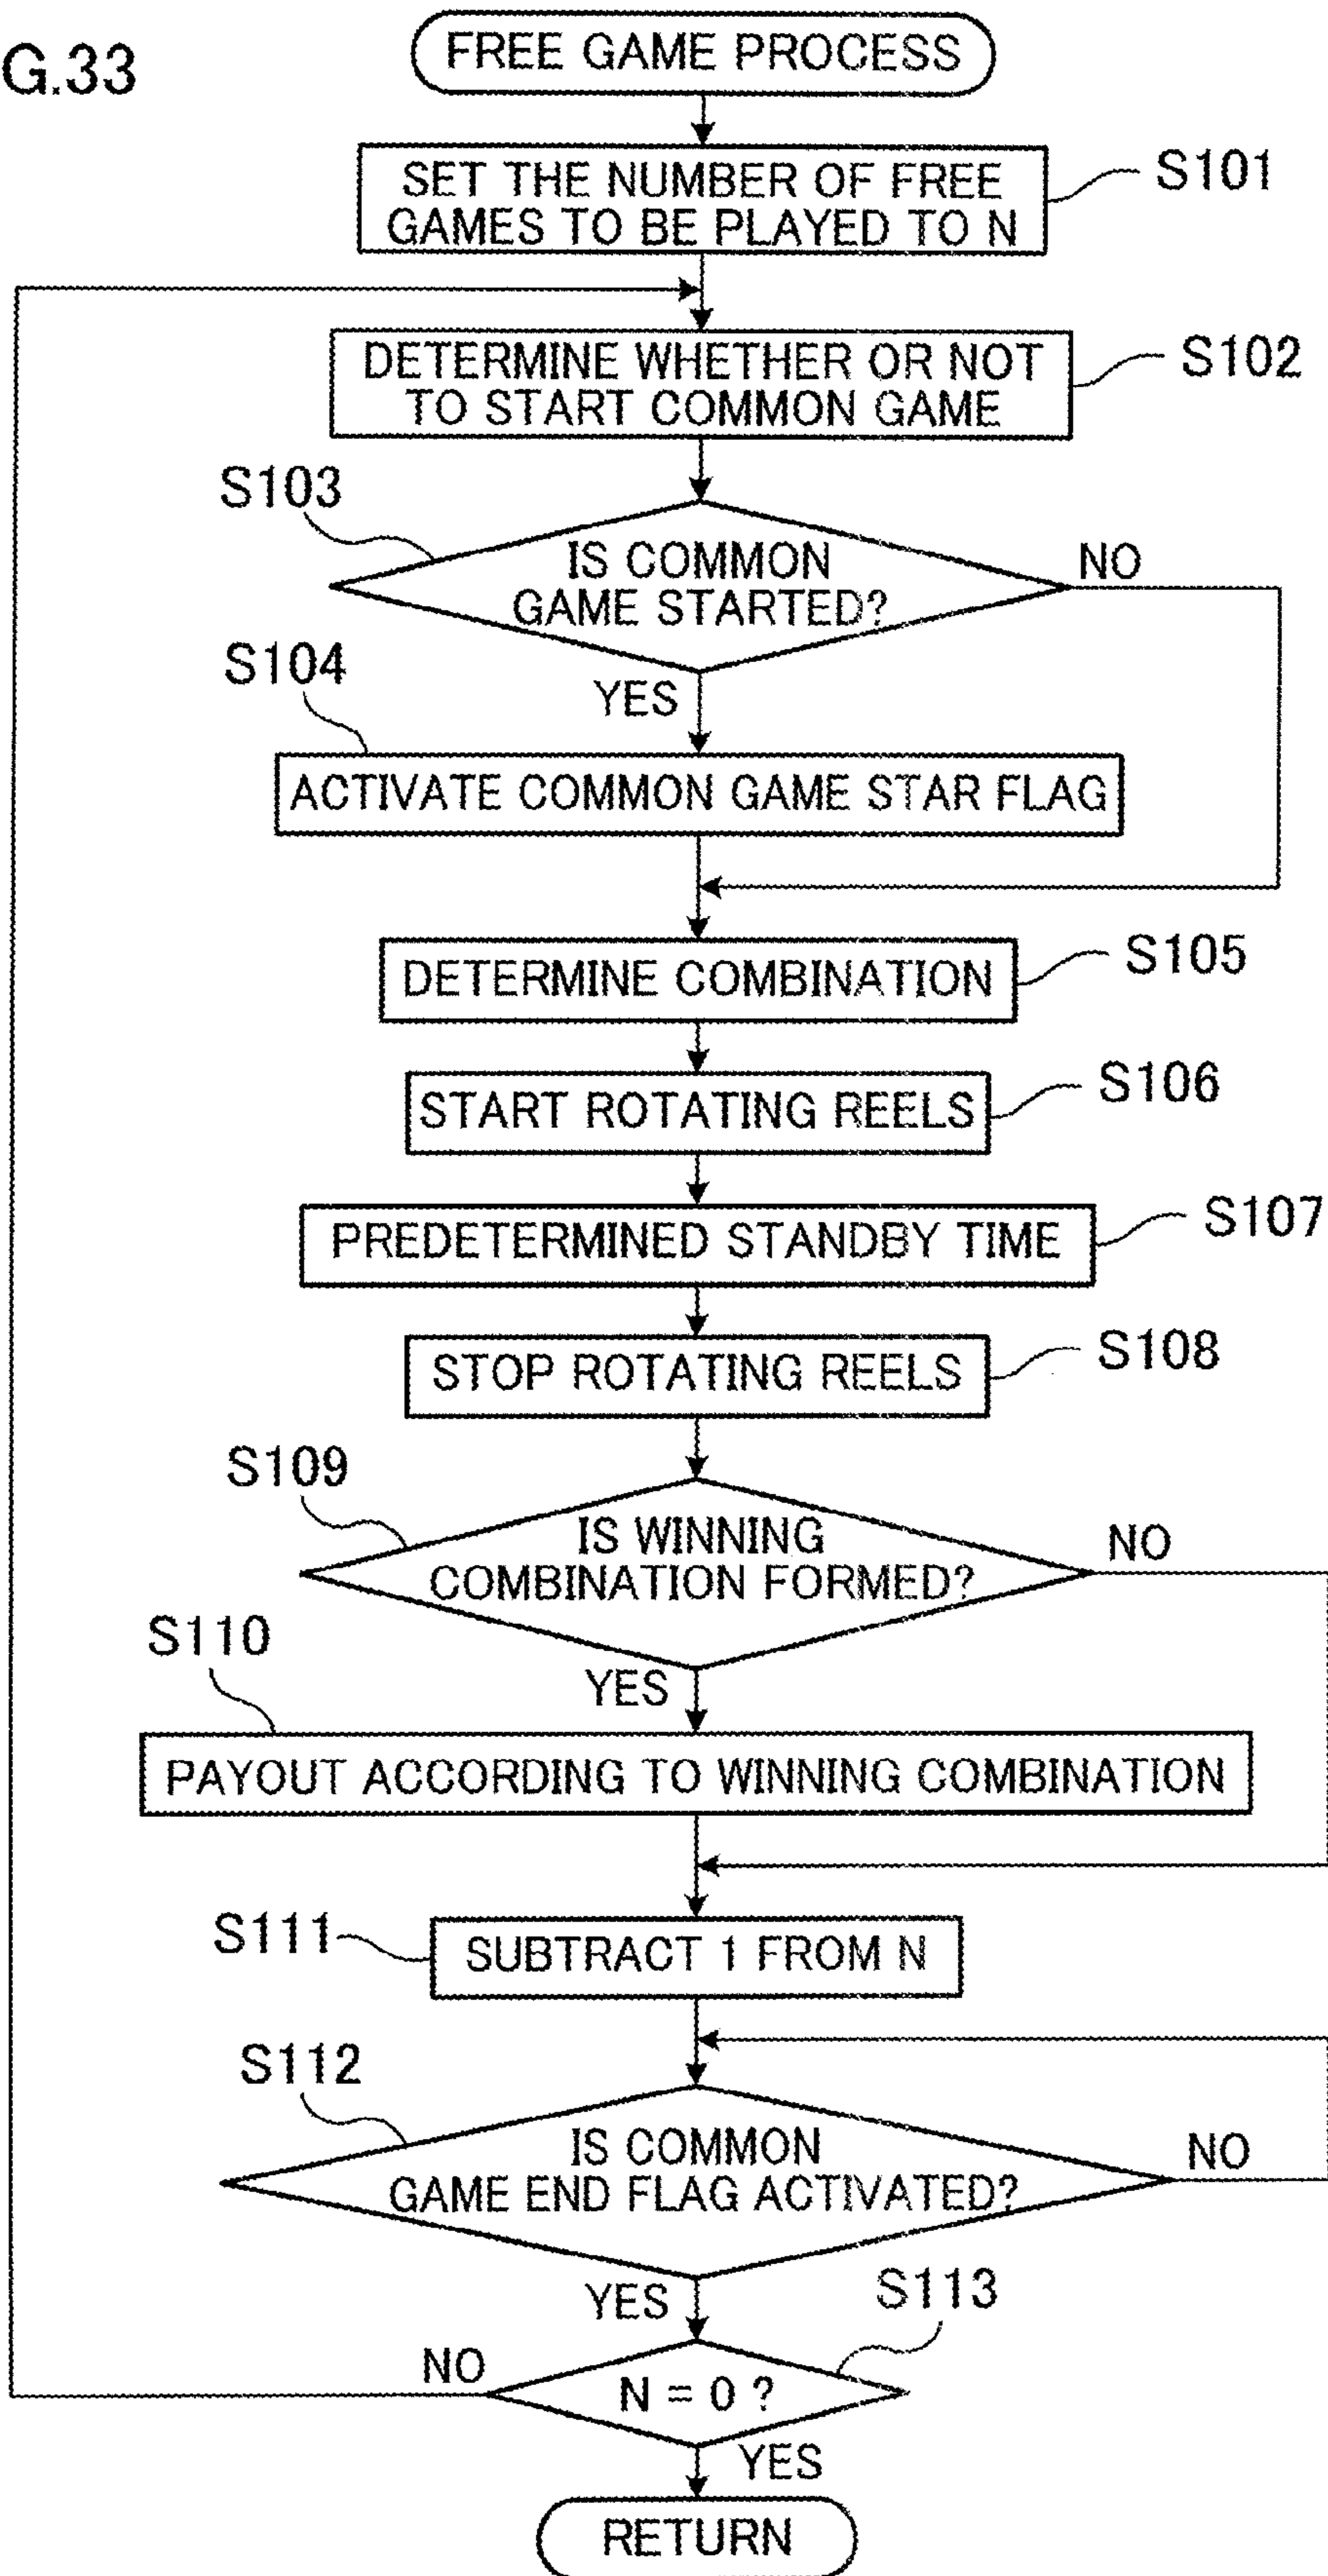 G.33
FREE GAME PROCESS
SET THE NUMBER OF FREE
GAMES TO BE PLAYED TO N
S101
DETERMINE WHETHER OR NOT
TO START COMMON GAME
S102
S103
IS COMMON
GAME STARTED?
NO
YES
S104
ACTIVATE COMMON GAME STAR FLAG
DETERMINE COMBINATION
S105
START ROTATING REELS
S106
PREDETERMINED STANDBY TIME
S107
STOP ROTATING REELS
S108
S109
IS WINNING
COMBINATION FORMED?
NO
YES
S110
PAYOUT ACCORDING TO WINNING COMBINATION
S111
SUBTRACT 1 FROM N
S112
IS COMMON
GAME END FLAG ACTIVATED?
NO
YES
S113
N = 0 ?
NO
YES
RETURN